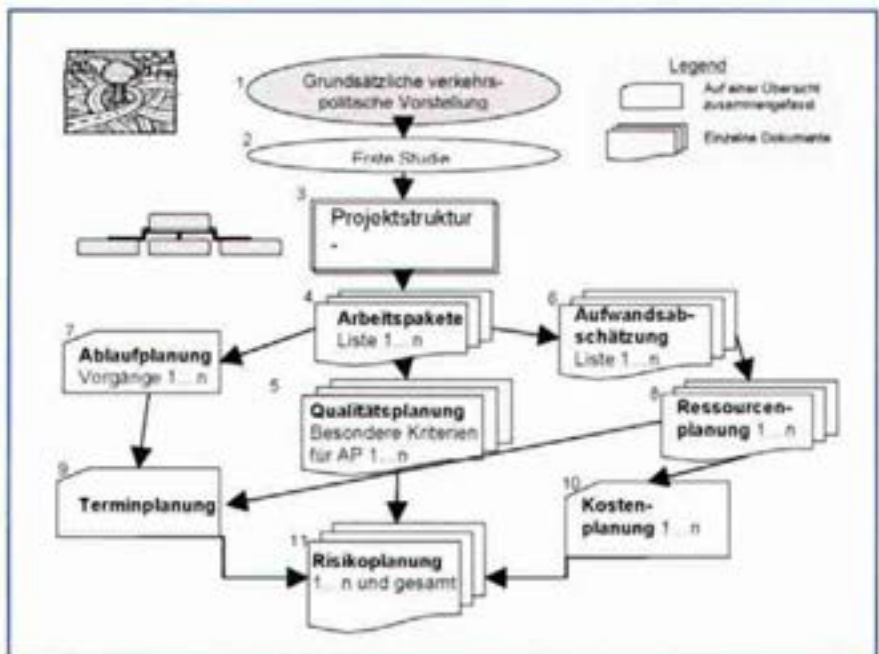 1
Grundsätzliche verkehrs-
politische Vorstellung
Legend
Auf einer Übersicht
zusammengefasst
Einzelne Dokumente
2
Erste Studie
3
Projektstruktur
-
4
Arbeitspakete
Liste 1...n
6
Aufwandsab-
schätzung
Liste 1...n
7
Ablaufplanung
Vorgänge 1...n
5
Qualitätsplanung
Besondere Kriterien
für AP 1...n
8
Ressourcen-
planung 1...n
9
Terminplanung
10
Kosten-
planung 1...n
11
Risikoplanung
1... n und gesamt